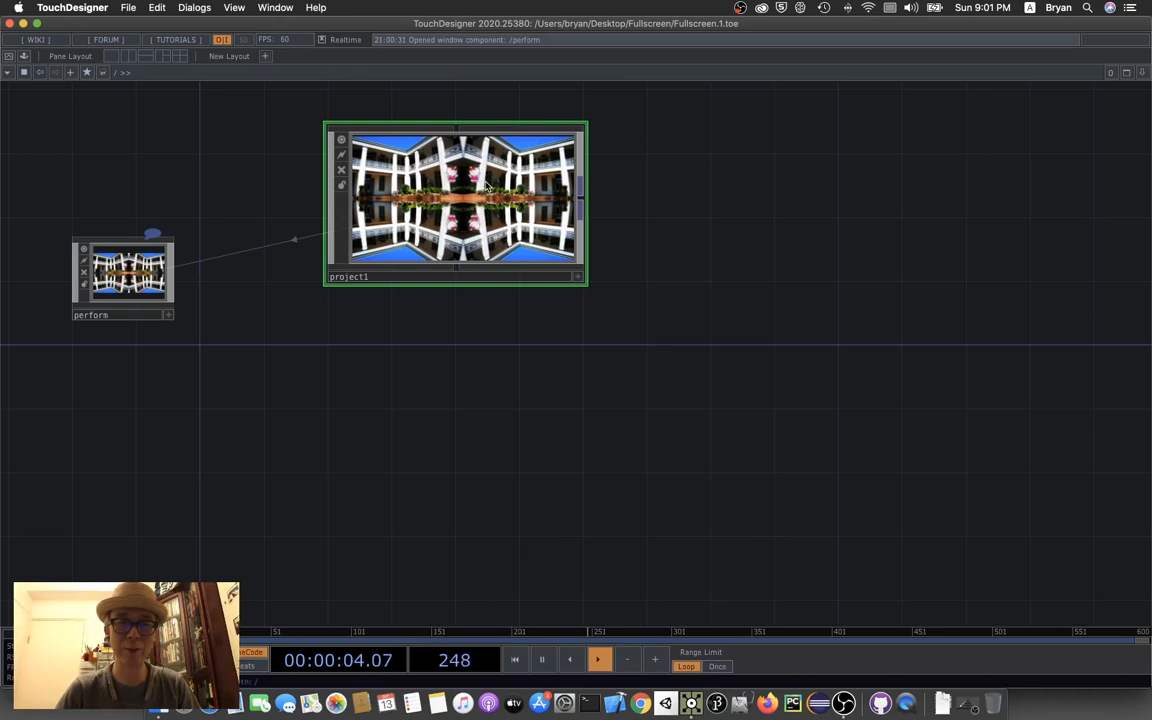 TouchDesigner File Edit Dialogs View Window Help Sun 9:01 PM Bryan
TouchDesigner 2020.25380: /Users/bryan/Desktop/Fullscreen/Fullscreen.1.toe
[ WIKI ] [ FORUM ] [ TUTORIALS ] O|I 60 FPS: 60 Realtime 21:00:31 Opened window component: /perform
Pane Layout New Layout +
/ >> 0
project1 +
perform +
51 101 151 201 251 301 351 401 451 501 551 600
00:00:04.07 248 - + Range Limit
Loop Once